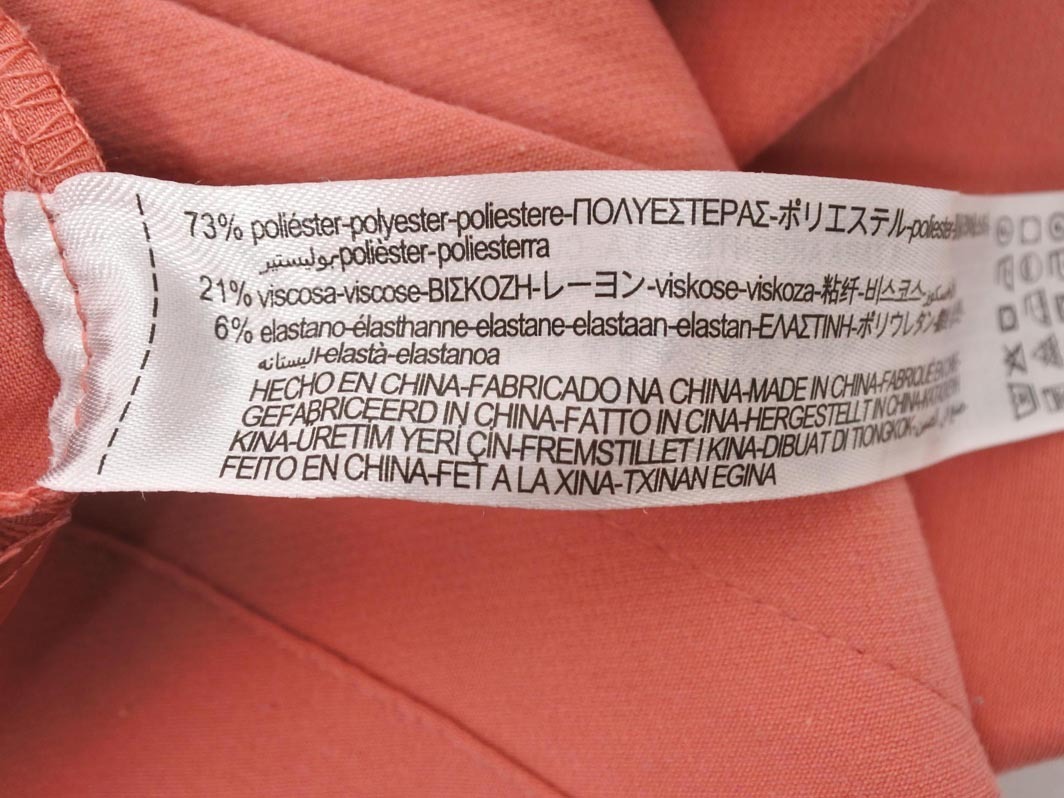 73% poliéster-polyester-poliestere-ΠΟΛΥΕΣΤΕΡΑΣ-ポリエステル-poliester-
بوليستير-polièster-poliesterra
21% viscosa-viscose-ΒΙΣΚΟΖΗ-レーヨン-viskose-viskoza-粘纤-비스코스-
6% elastano-élasthanne-elastane-elastaan-elastan-ΕΛΑΣΤΙΝΗ-ポリウレタン-
اليستانه-elastà-elastanoa
HECHO EN CHINA-FABRICADO NA CHINA-MADE IN CHINA-FABRIQUE
GEFABRICEERD IN CHINA-FATTO IN CINA-HERGESTELLT IN CHINA-
KINA-ÜRETİM YERİ ÇİN-FREMSTILLET I KINA-DIBUAT DI TIONGKOK-
FEITO EN CHINA-FET A LA XINA-TXINAN EGINA